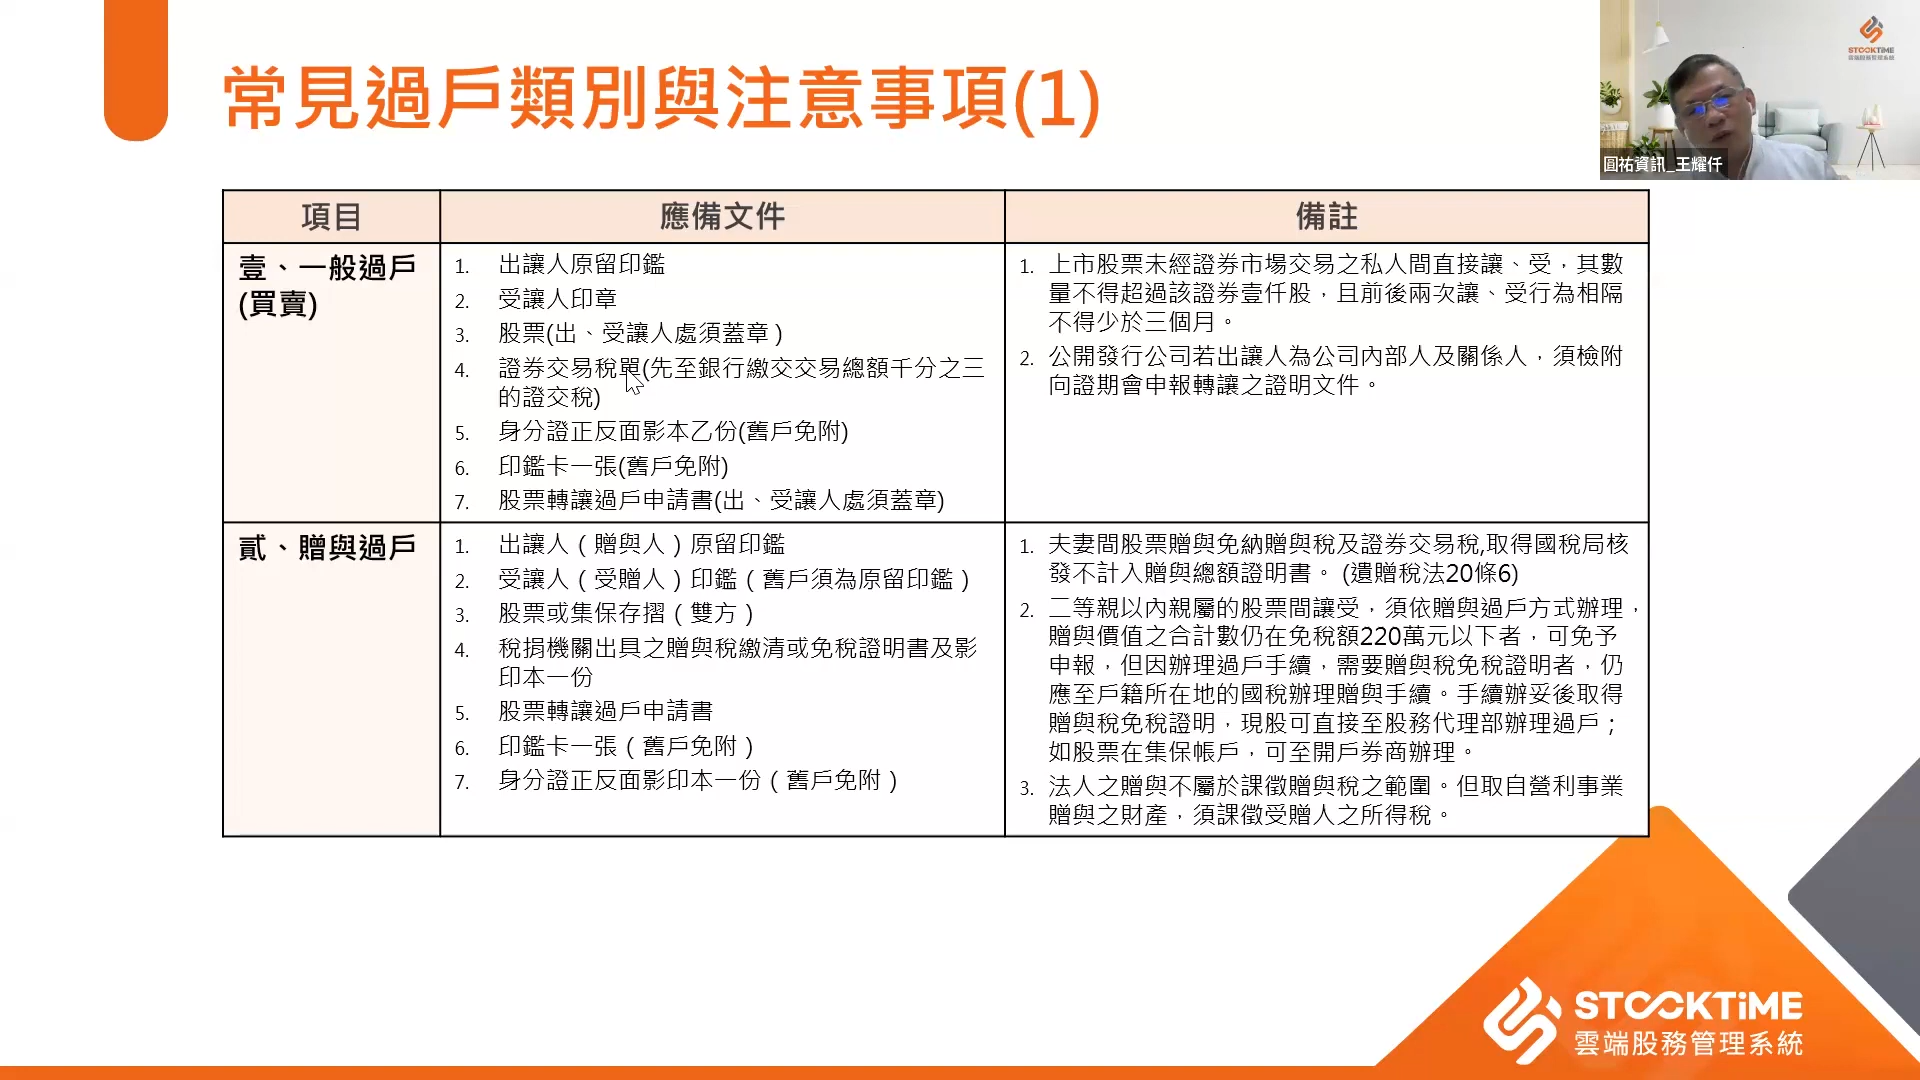 常見過戶類別與注意事項(1)
STOCKTiME
雲端股務管理系統
圓祐資訊_王耀仟
項目
應備文件
備註
壹、一般過戶
(買賣)
1. 出讓人原留印鑑
2. 受讓人印章
3. 股票(出、受讓人處須蓋章)
4. 證券交易稅單(先至銀行繳交交易總額千分之三
的證交稅)
5. 身分證正反面影本乙份(舊戶免附)
6. 印鑑卡一張(舊戶免附)
7. 股票轉讓過戶申請書(出、受讓人處須蓋章)
1. 上市股票未經證券市場交易之私人間直接讓、受，其數
量不得超過該證券壹仟股，且前後兩次讓、受行為相隔
不得少於三個月。
2. 公開發行公司若出讓人為公司內部人及關係人，須檢附
向證期會申報轉讓之證明文件。
貳、贈與過戶
1. 出讓人（贈與人）原留印鑑
2. 受讓人（受贈人）印鑑（舊戶須為原留印鑑）
3. 股票或集保存摺（雙方）
4. 稅捐機關出具之贈與稅繳清或免稅證明書及影
印本一份
5. 股票轉讓過戶申請書
6. 印鑑卡一張（舊戶免附）
7. 身分證正反面影印本一份（舊戶免附）
1. 夫妻間股票贈與免納贈與稅及證券交易稅,取得國稅局核
發不計入贈與總額證明書。(遺贈稅法20條6)
2. 二等親以內親屬的股票間讓受，須依贈與過戶方式辦理，
贈與價值之合計數仍在免稅額220萬元以下者，可免予
申報，但因辦理過戶手續，需要贈與稅免稅證明者，仍
應至戶籍所在地的國稅辦理贈與手續。手續辦妥後取得
贈與稅免稅證明，現股可直接至股務代理部辦理過戶；
如股票在集保帳戶，可至開戶券商辦理。
3. 法人之贈與不屬於課徵贈與稅之範圍。但取自營利事業
贈與之財產，須課徵受贈人之所得稅。
STOCKTiME
雲端股務管理系統